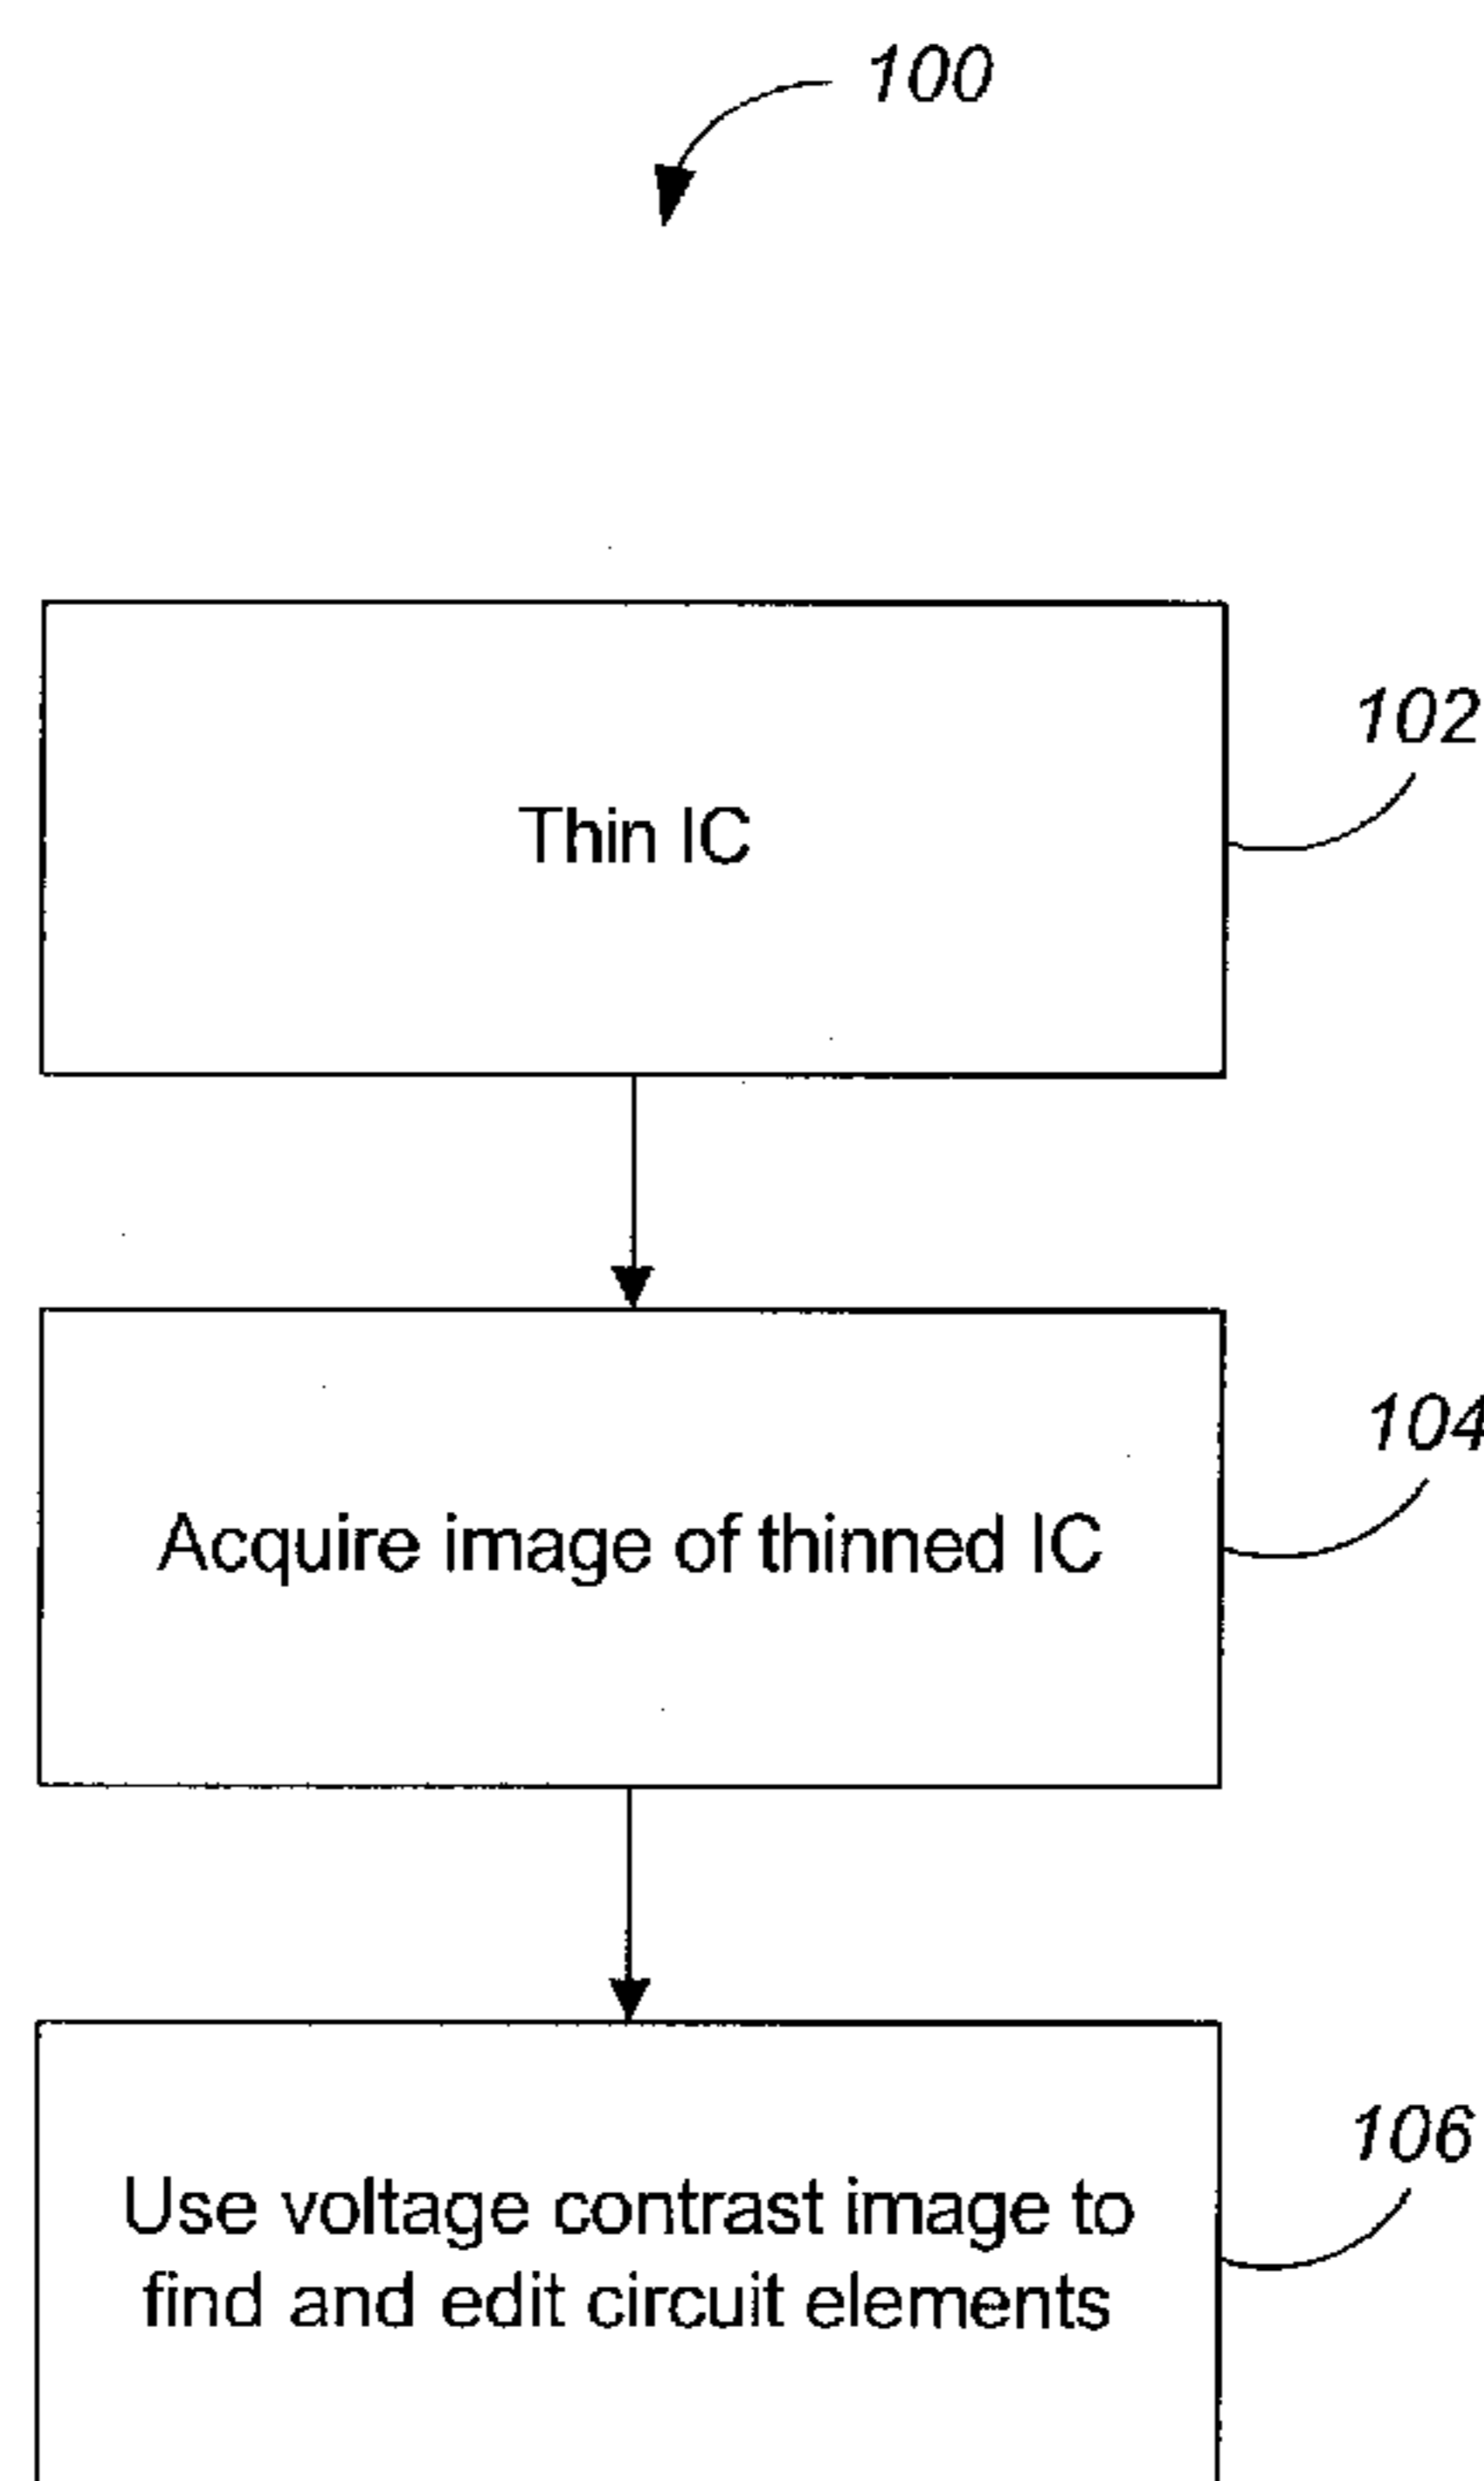 100
102
Thin IC
104
Acquire image of thinned IC
106
Use voltage contrast image to
find and edit circuit elements